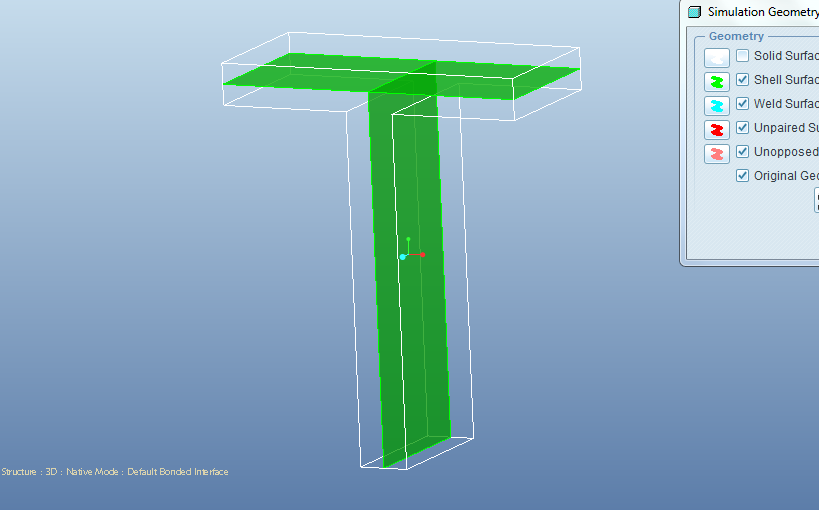 Simulation Geometry
Geometry
Solid Surfac
Shell Surfac
Weld Surfac
Unpaired Su
Unopposed
Original Geo
Structure : 3D : Native Mode : Default Bonded Interface